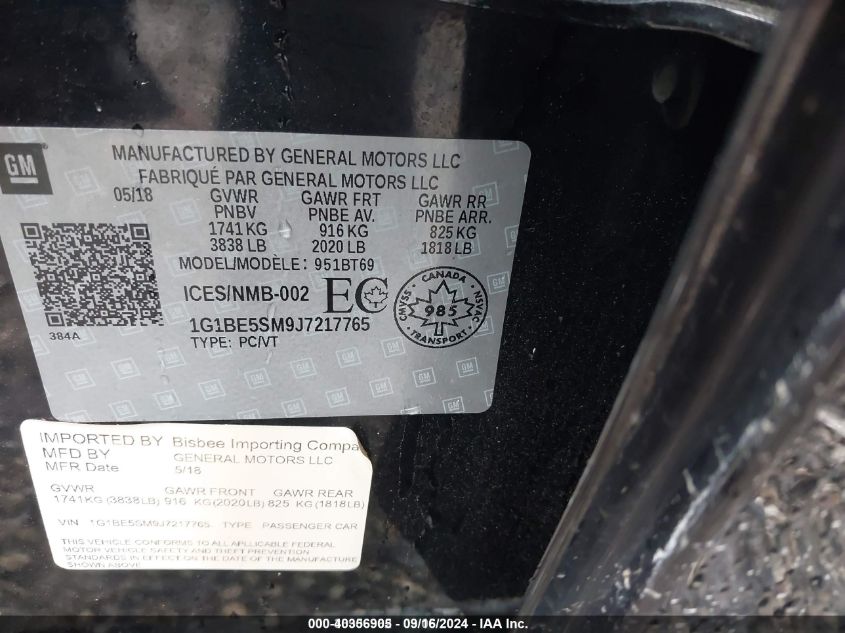 GM
MANUFACTURED BY GENERAL MOTORS LLC
FABRIQUÉ PAR GENERAL MOTORS LLC
05/18 GVWR GAWR FRT GAWR RR
PNBV PNBE AV. PNBE ARR.
1741 KG 916 KG 825 KG
3838 LB 2020 LB 1818 LB
MODEL/MODÈLE: 951BT69
ICES/NMB-002 EC
CANADA CMVSS 985 NSVAC
384A
1G1BE5SM9J7217765
TYPE: PC/VT
IMPORTED BY Bisbee Importing Compa
MFD BY GENERAL MOTORS LLC
MFR Date 5/18
GVWR GAWR FRONT GAWR REAR
1741KG (3838LB) 916 KG(2020LB) 825 KG (1818LB)
VIN 1G1BE5SM9J7217765 TYPE PASSENGER CAR
THIS VEHICLE CONFORMS TO ALL APPLICABLE FEDERAL
MOTOR VEHICLE SAFETY AND THEFT PREVENTION
STANDARDS IN EFFECT ON THE DATE OF MANUFACTURE
SHOWN ABOVE
000-40356905 - 09/16/2024 - IAA Inc.